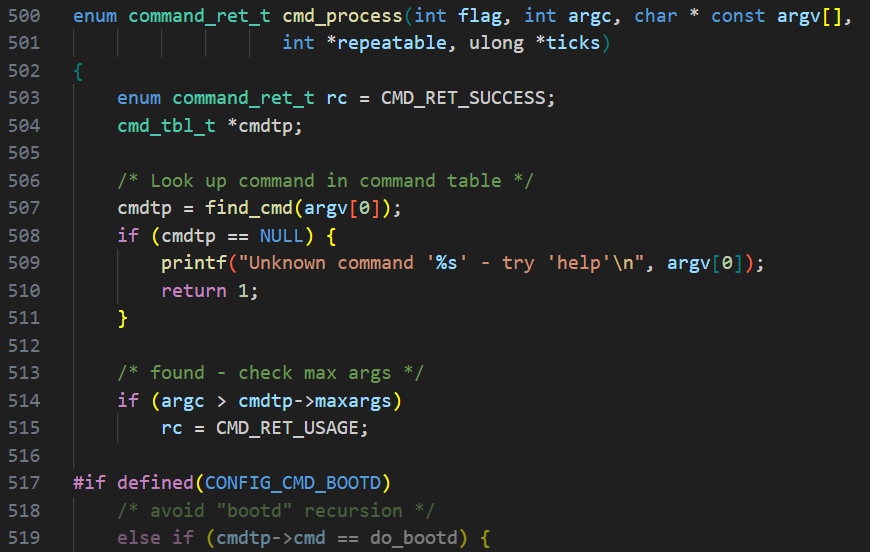 500 enum command_ret_t cmd_process(int flag, int argc, char * const argv[],
501                    int *repeatable, ulong *ticks)
502 {
503     enum command_ret_t rc = CMD_RET_SUCCESS;
504     cmd_tbl_t *cmdtp;
505
506     /* Look up command in command table */
507     cmdtp = find_cmd(argv[0]);
508     if (cmdtp == NULL) {
509         printf("Unknown command '%s' - try 'help'\n", argv[0]);
510         return 1;
511     }
512
513     /* found - check max args */
514     if (argc > cmdtp->maxargs)
515         rc = CMD_RET_USAGE;
516
517 #if defined(CONFIG_CMD_BOOTD)
518     /* avoid "bootd" recursion */
519     else if (cmdtp->cmd == do_bootd) {